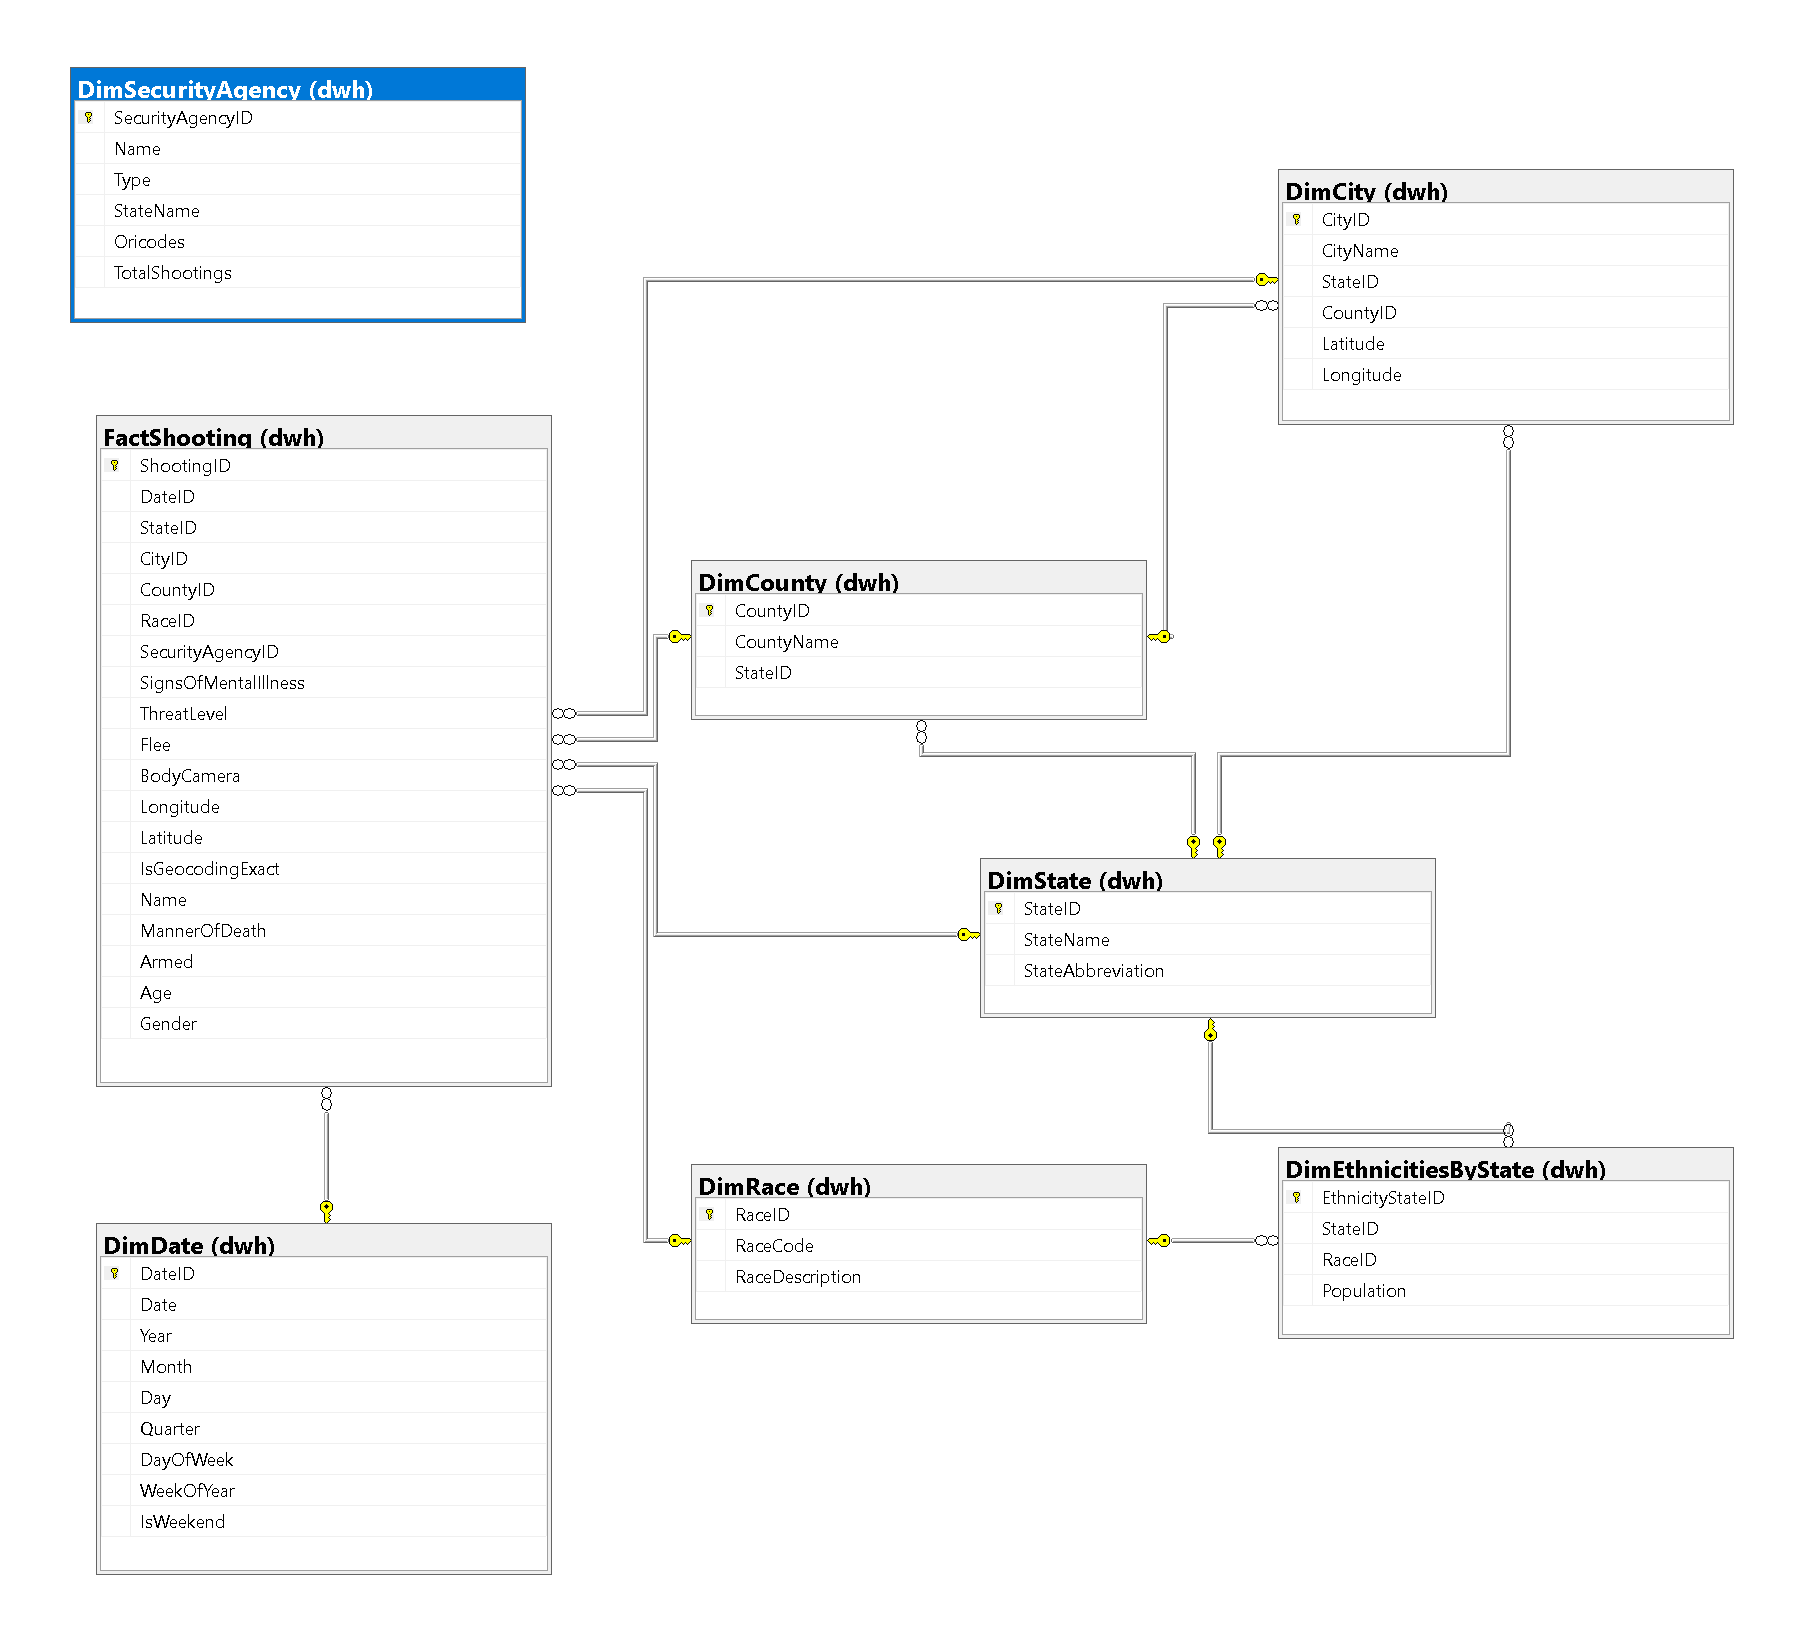 DimSecurityAgency (dwh)
SecurityAgencyID
Name
Type
StateName
Oricodes
TotalShootings
DimCity (dwh)
CityID
CityName
StateID
CountyID
Latitude
Longitude
FactShooting (dwh)
ShootingID
DateID
StateID
CityID
CountyID
RaceID
SecurityAgencyID
SignsOfMentalIllness
ThreatLevel
Flee
BodyCamera
Longitude
Latitude
IsGeocodingExact
Name
MannerOfDeath
Armed
Age
Gender
DimCounty (dwh)
CountyID
CountyName
StateID
DimState (dwh)
StateID
StateName
StateAbbreviation
DimRace (dwh)
RaceID
RaceCode
RaceDescription
DimEthnicitiesByState (dwh)
EthnicityStateID
StateID
RaceID
Population
DimDate (dwh)
DateID
Date
Year
Month
Day
Quarter
DayOfWeek
WeekOfYear
IsWeekend